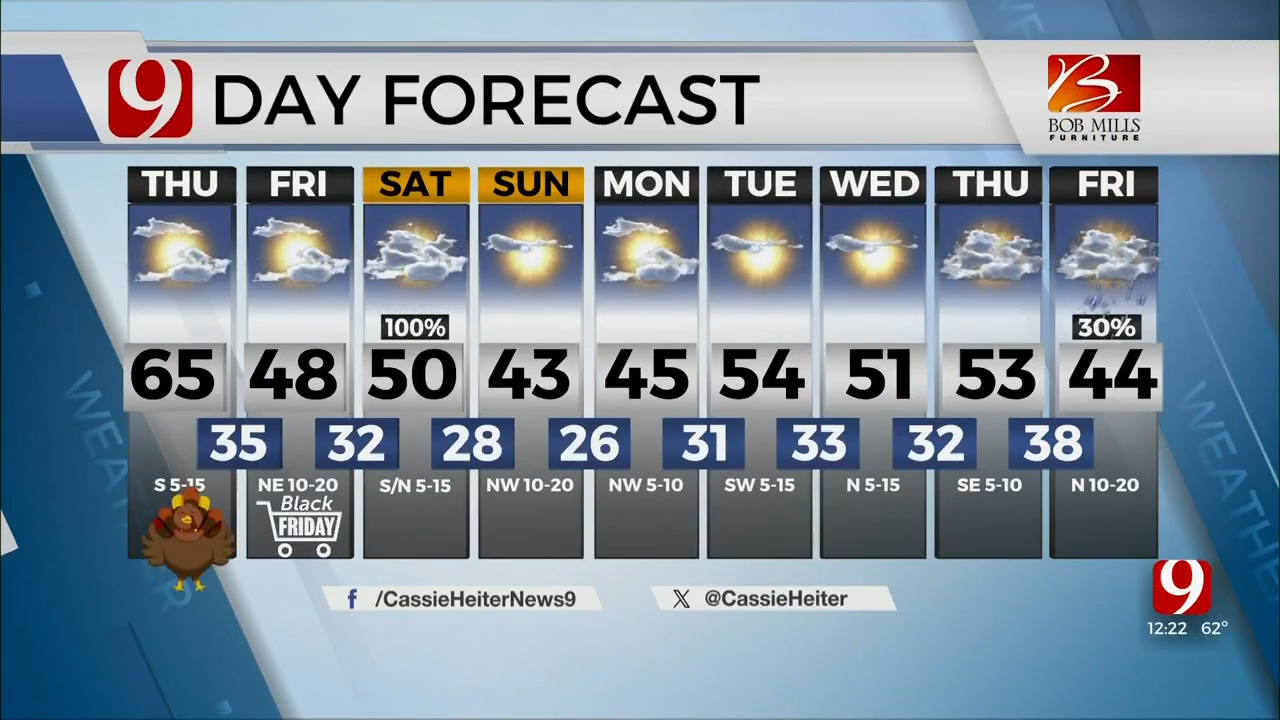 9 DAY FORECAST
B
BOB MILLS
FURNITURE
THU FRI SAT SUN MON TUE WED THU FRI
100% 30%
65 48 50 43 45 54 51 53 44
35 32 28 26 31 33 32 38
S 5-15 NE 10-20 S/N 5-15 NW 10-20 NW 5-10 SW 5-15 N 5-15 SE 5-10 N 10-20
Black
FRIDAY
f /CassieHeiterNews9 X @CassieHeiter
9
12:22 62°
WEATHER
WEATHER